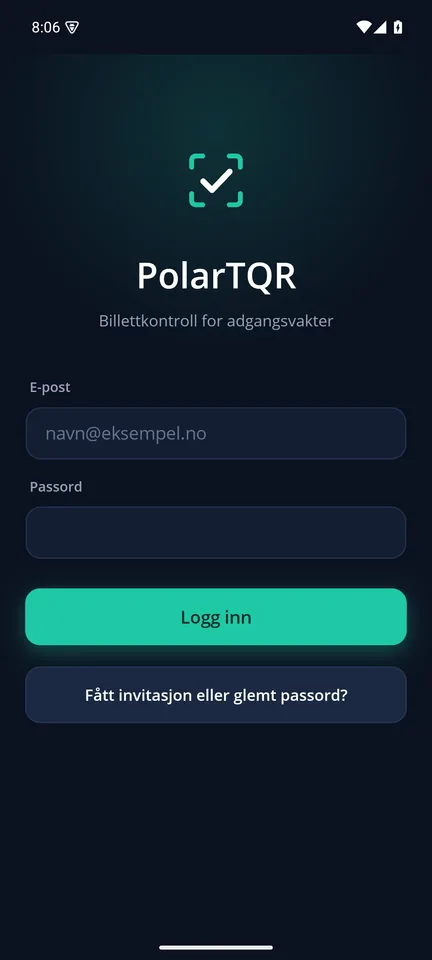 8:06
PolarTQR
Billettkontroll for adgangsvakter
E-post
navn@eksempel.no
Passord
Logg inn
Fått invitasjon eller glemt passord?